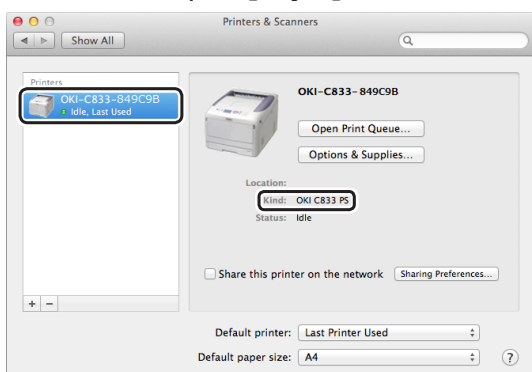 Printers & Scanners
Show All
Printers
OKI-C833-849C9B
Idle, Last Used
OKI-C833-849C9B
Open Print Queue...
Options & Supplies...
Location:
Kind: OKI C833 PS
Status: Idle
Share this printer on the network Sharing Preferences...
+ −
Default printer: Last Printer Used
Default paper size: A4
?